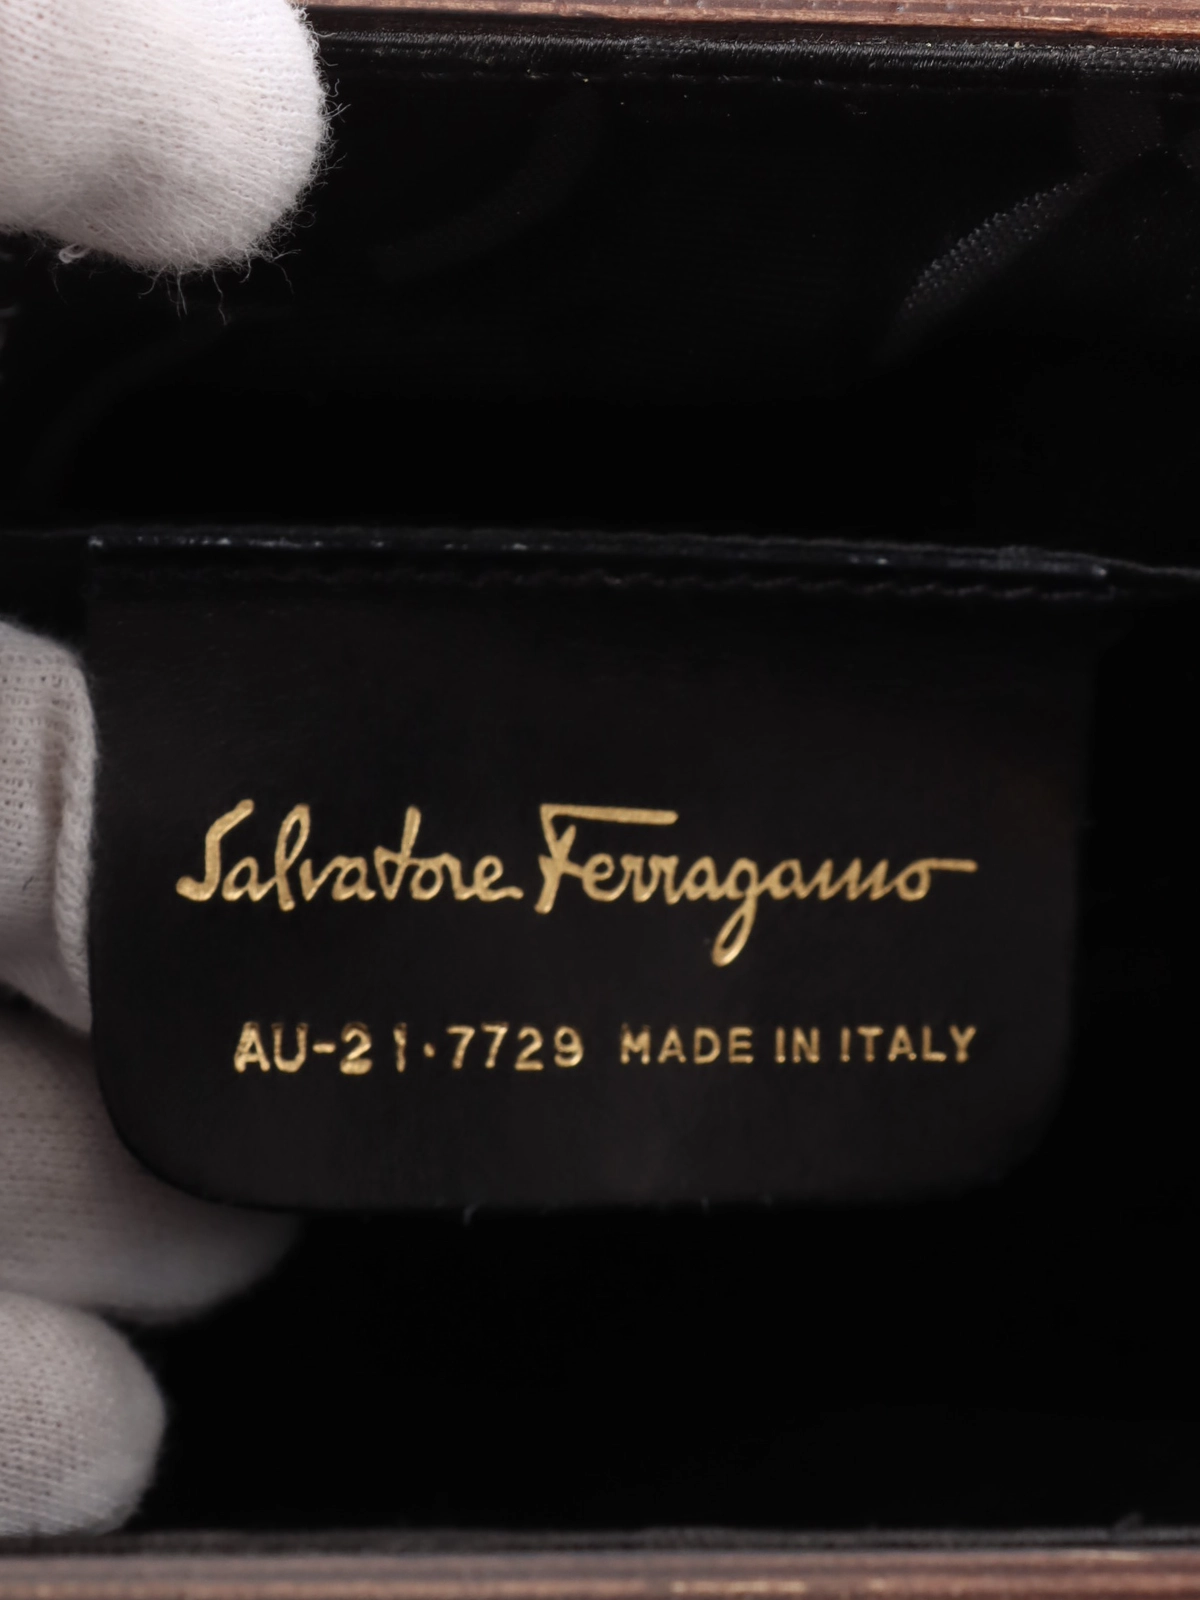 Salvatore Ferragamo
AU-21·7729 MADE IN ITALY